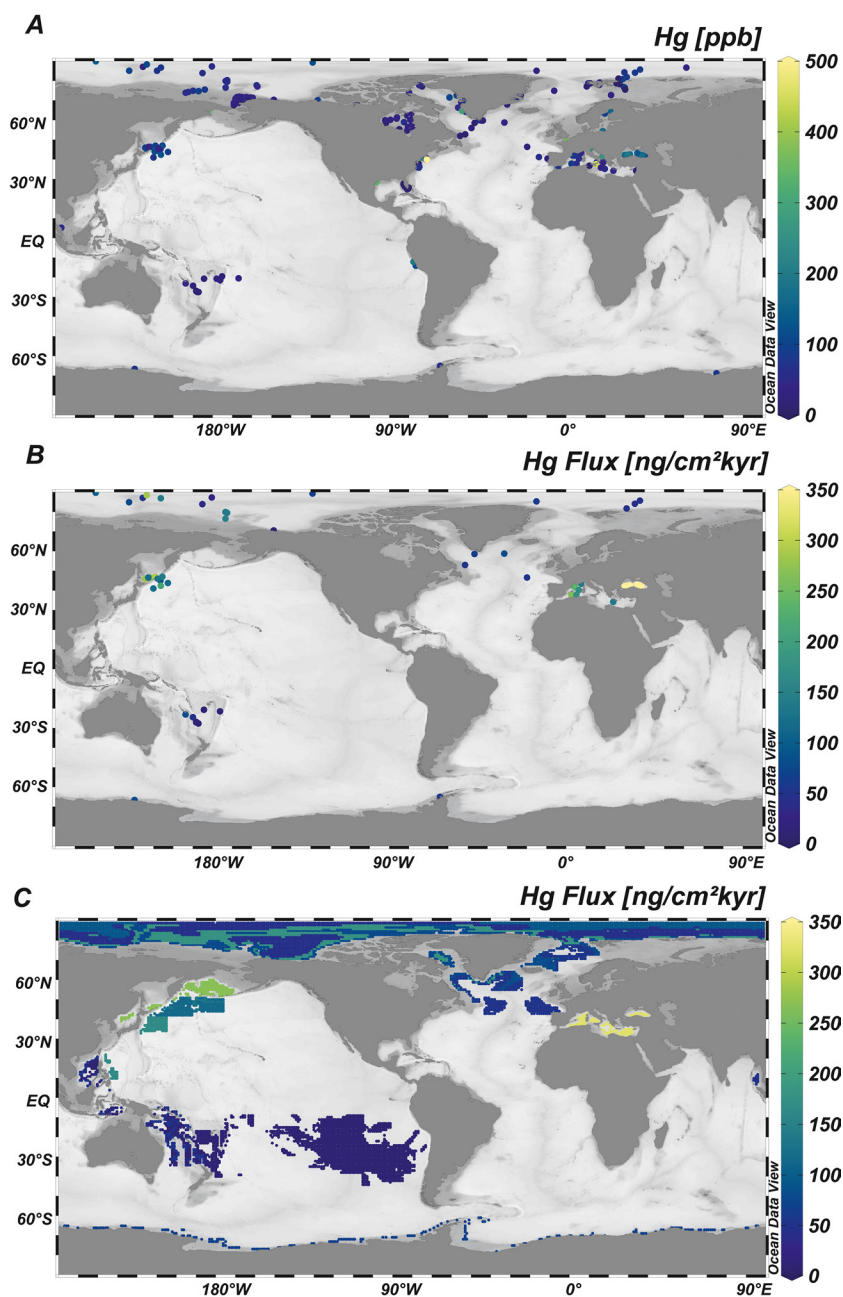 A
Hg [ppb]
60°N
30°N
EQ
30°S
60°S
180°W
90°W
0°
90°E
Ocean Data View
500
400
300
200
100
0
B
Hg Flux [ng/cm²kyr]
60°N
30°N
EQ
30°S
60°S
180°W
90°W
0°
90°E
Ocean Data View
350
300
250
200
150
100
50
0
C
Hg Flux [ng/cm²kyr]
60°N
30°N
EQ
30°S
60°S
180°W
90°W
0°
90°E
Ocean Data View
350
300
250
200
150
100
50
0